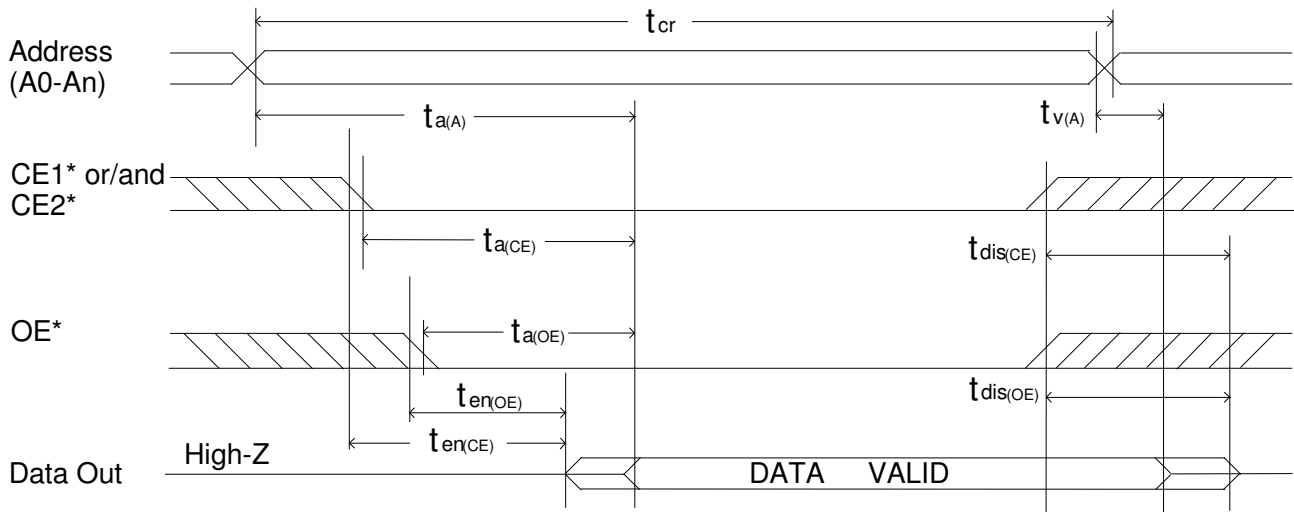 tcr
Address
(A0-An)
ta(A)
tv(A)
CE1* or/and
CE2*
ta(CE)
tdis(CE)
OE*
ta(OE)
ten(OE)
tdis(OE)
ten(CE)
High-Z
Data Out
DATA VALID